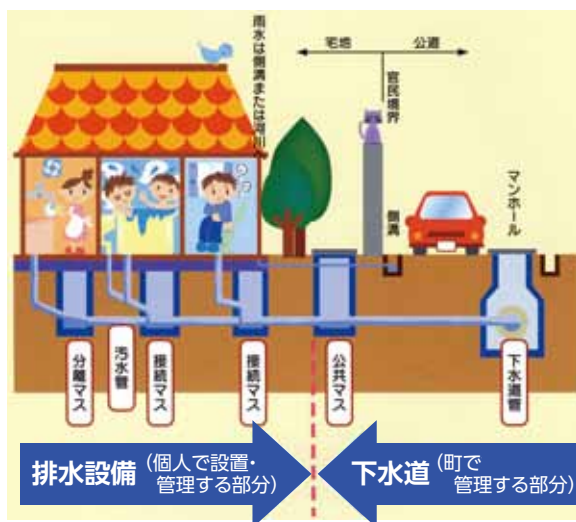 雨水は側溝または河川
宅地
公道
官民境界
側溝
マンホール
分離マス
汚水管
接続マス
接続マス
公共マス
下水道管
排水設備(個人で設置・
管理する部分)
下水道(町で
管理する部分)